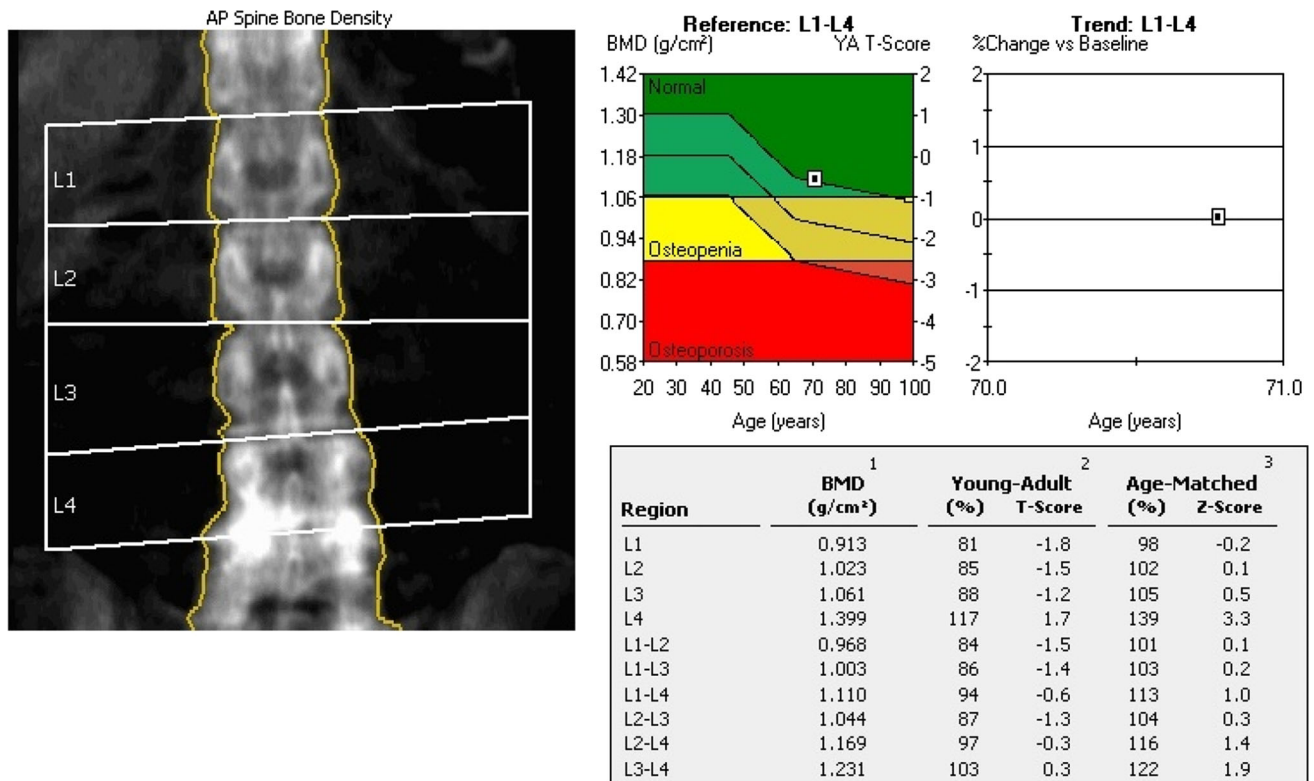 AP Spine Bone Density
L1
L2
L3
L4
Reference: L1-L4
BMD (g/cm²) YA T-Score
1.42 2
Normal
1.30 1
1.18 0
1.06 -1
0.94 -2
Osteopenia
0.82 -3
0.70 -4
Osteoporosis
0.58 -5
20 30 40 50 60 70 80 90 100
Age (years)
Trend: L1-L4
%Change vs Baseline
2
1
0
-1
-2
70.0 71.0
Age (years)
1 2 3
BMD Young-Adult Age-Matched
Region (g/cm²) (%) T-Score (%) Z-Score
L1 0.913 81 -1.8 98 -0.2
L2 1.023 85 -1.5 102 0.1
L3 1.061 88 -1.2 105 0.5
L4 1.399 117 1.7 139 3.3
L1-L2 0.968 84 -1.5 101 0.1
L1-L3 1.003 86 -1.4 103 0.2
L1-L4 1.110 94 -0.6 113 1.0
L2-L3 1.044 87 -1.3 104 0.3
L2-L4 1.169 97 -0.3 116 1.4
L3-L4 1.231 103 0.3 122 1.9